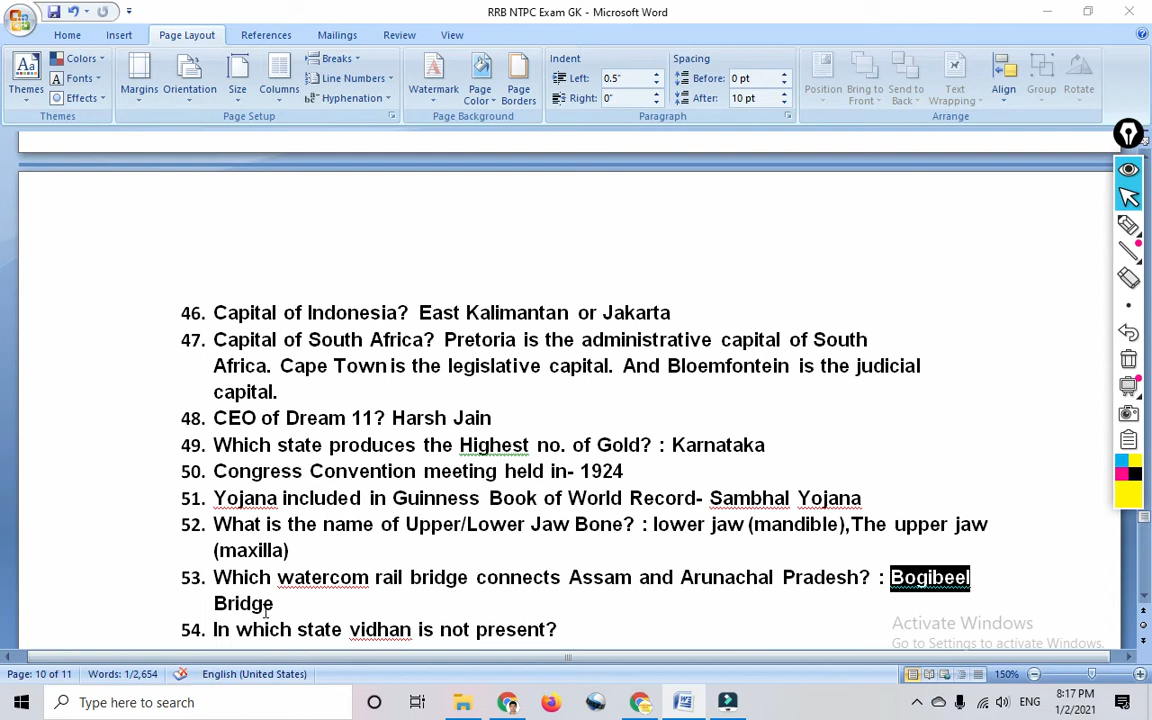 RRB NTPC Exam GK - Microsoft Word
Home Insert Page Layout References Mailings Review View
Themes
Colors
Fonts
Effects
Themes
Margins Orientation Size Columns
Breaks
Line Numbers
Hyphenation
Page Setup
Watermark Page Color Page Borders
Page Background
Indent
Left: 0.5"
Right: 0"
Spacing
Before: 0 pt
After: 10 pt
Paragraph
Position Bring to Front Send to Back Text Wrapping Align Group Rotate
Arrange
46. Capital of Indonesia? East Kalimantan or Jakarta
47. Capital of South Africa? Pretoria is the administrative capital of South
Africa. Cape Town is the legislative capital. And Bloemfontein is the judicial
capital.
48. CEO of Dream 11? Harsh Jain
49. Which state produces the Highest no. of Gold? : Karnataka
50. Congress Convention meeting held in- 1924
51. Yojana included in Guinness Book of World Record- Sambhal Yojana
52. What is the name of Upper/Lower Jaw Bone? : lower jaw (mandible),The upper jaw
(maxilla)
53. Which watercom rail bridge connects Assam and Arunachal Pradesh? : Bogibeel
Bridge
54. In which state vidhan is not present?
Activate Windows
Go to Settings to activate Windows.
Page: 10 of 11 Words: 1/2,654 English (United States) 150%
Type here to search
ENG
8:17 PM
1/2/2021